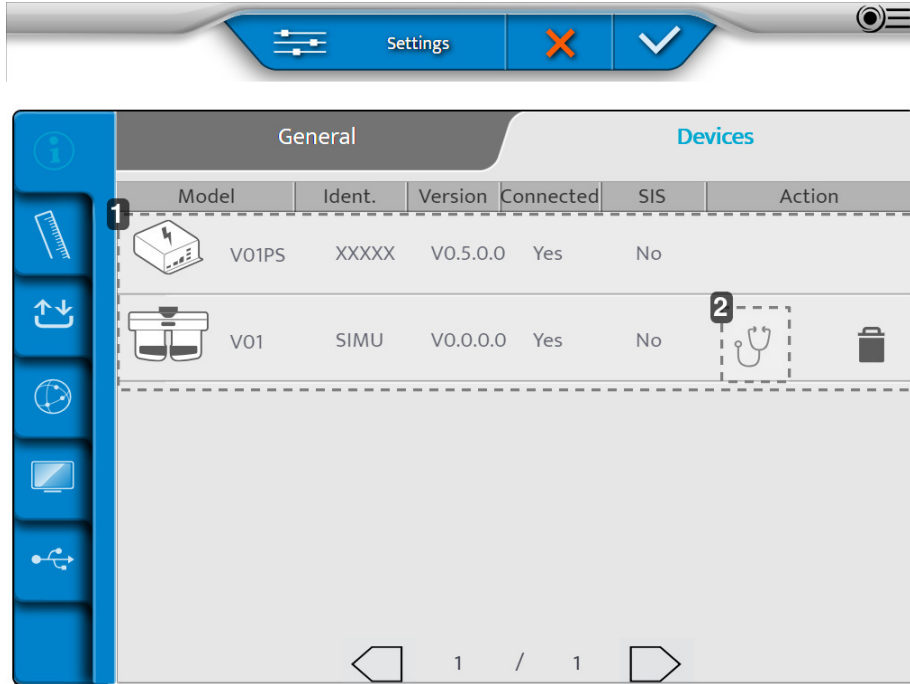 Settings
General Devices
Model Ident. Version Connected SIS Action
1
V01PS XXXXX V0.5.0.0 Yes No
2
V01 SIMU V0.0.0.0 Yes No
1 / 1